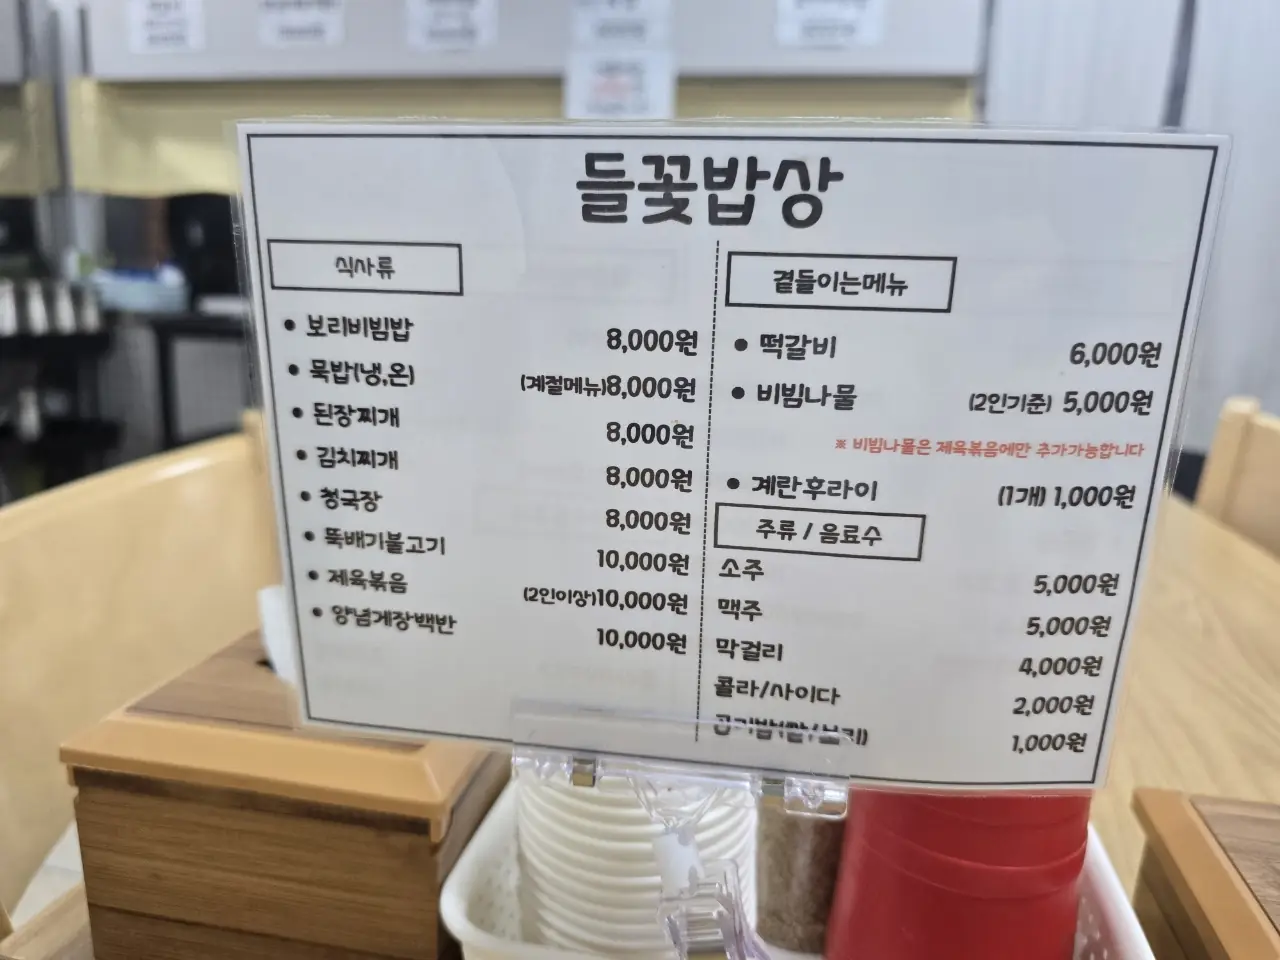 들꽃밥상
식사류
• 보리비빔밥 8,000원
• 묵밥(냉,온) (계절메뉴)8,000원
• 된장찌개 8,000원
• 김치찌개 8,000원
• 청국장 8,000원
• 뚝배기불고기 10,000원
• 제육볶음 (2인이상)10,000원
• 양념게장백반 10,000원
곁들이는메뉴
• 떡갈비 6,000원
• 비빔나물 (2인기준) 5,000원
※ 비빔나물은 제육볶음에만 추가가능합니다
• 계란후라이 (1개) 1,000원
주류 / 음료수
소주 5,000원
맥주 5,000원
막걸리 4,000원
콜라/사이다 2,000원
공기밥(쌀/보리) 1,000원